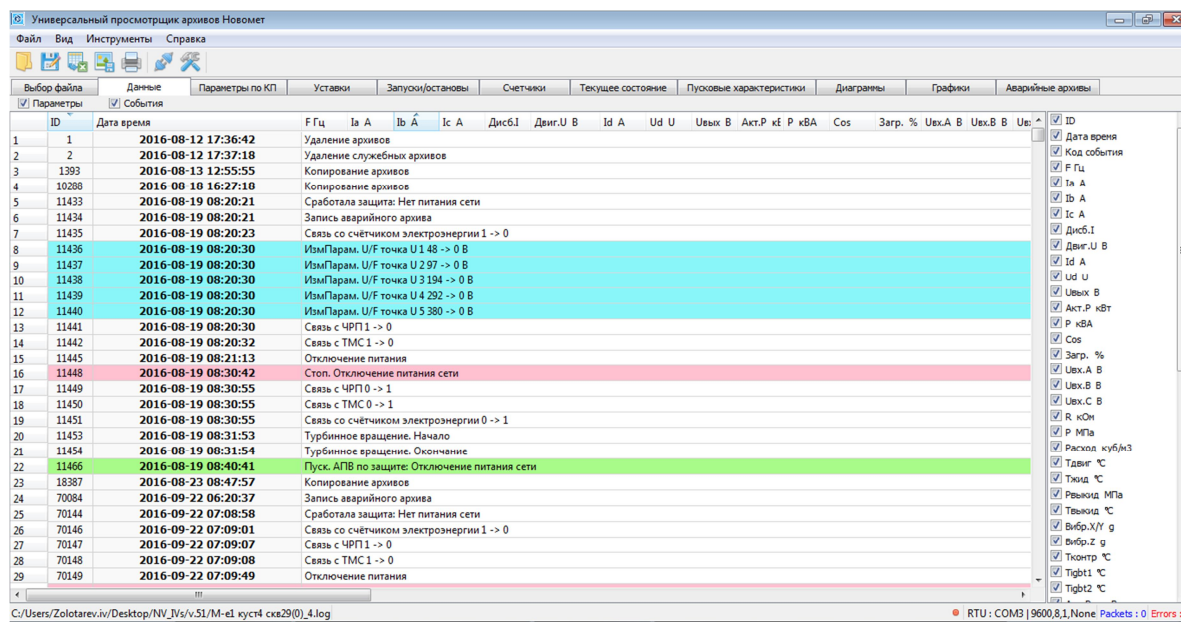 Универсальный просмотрщик архивов Новомет
Файл Вид Инструменты Справка
Выбор файла Данные Параметры по КП Уставки Запуски/остановы Счетчики Текущее состояние Пусковые характеристики Диаграмы Графики Аварийные архивы
Параметры События
ID Дата время F Гц Ia A Ib A Ic A Дисб.I Двиг.U В Id A Ud U Uвых В Акт.Р кЕ Р кВА Cos Загр. % Uвх.А В Uвх.В В Uв:
1 1 2016-08-12 17:36:42 Удаление архивов
2 2 2016-08-12 17:37:18 Удаление служебных архивов
3 1393 2016-08-13 12:55:55 Копирование архивов
4 10288 2016-08-18 16:27:18 Копирование архивов
5 11433 2016-08-19 08:20:21 Сработала защита: Нет питания сети
6 11434 2016-08-19 08:20:21 Запись аварийного архива
7 11435 2016-08-19 08:20:23 Связь со счётчиком электроэнергии 1 -> 0
8 11436 2016-08-19 08:20:30 ИзмПарам. U/F точка U 1 48 -> 0 В
9 11437 2016-08-19 08:20:30 ИзмПарам. U/F точка U 2 97 -> 0 В
10 11438 2016-08-19 08:20:30 ИзмПарам. U/F точка U 3 194 -> 0 В
11 11439 2016-08-19 08:20:30 ИзмПарам. U/F точка U 4 292 -> 0 В
12 11440 2016-08-19 08:20:30 ИзмПарам. U/F точка U 5 380 -> 0 В
13 11441 2016-08-19 08:20:30 Связь с ЧРП 1 -> 0
14 11442 2016-08-19 08:20:32 Связь с ТМС 1 -> 0
15 11445 2016-08-19 08:21:13 Отключение питания
16 11448 2016-08-19 08:30:42 Стоп. Отключение питания сети
17 11449 2016-08-19 08:30:55 Связь с ЧРП 0 -> 1
18 11450 2016-08-19 08:30:55 Связь с ТМС 0 -> 1
19 11451 2016-08-19 08:30:55 Связь со счётчиком электроэнергии 0 -> 1
20 11453 2016-08-19 08:31:53 Турбинное вращение. Начало
21 11454 2016-08-19 08:31:54 Турбинное вращение. Окончание
22 11466 2016-08-19 08:40:41 Пуск. АПВ по защите: Отключение питания сети
23 18387 2016-08-23 08:47:57 Копирование архивов
24 70084 2016-09-22 06:20:37 Запись аварийного архива
25 70144 2016-09-22 07:08:58 Сработала защита: Нет питания сети
26 70146 2016-09-22 07:09:01 Связь со счётчиком электроэнергии 1 -> 0
27 70147 2016-09-22 07:09:07 Связь с ЧРП 1 -> 0
28 70148 2016-09-22 07:09:08 Связь с ТМС 1 -> 0
29 70149 2016-09-22 07:09:49 Отключение питания
ID
Дата время
Код события
F Гц
Ia A
Ib A
Ic A
Дисб.I
Двиг.U В
Id A
Ud U
Uвых В
Акт.Р кВт
Р кВА
Cos
Загр. %
Uвх.А В
Uвх.В В
Uвх.С В
R кОм
Р МПа
Расход куб/м3
Тдвиг °C
Тжид °C
Рвыкид МПа
Твыкид °C
Вибр.X/Y g
Вибр.Z g
Тконтр °C
Tigbt1 °C
Tigbt2 °C
C:/Users/Zolotarev.iv/Desktop/NV_IVs/v.51/М-е1 куст4 скв29(0)_4.log
RTU : COM3 | 9600,8,1,None Packets : 0 Errors :